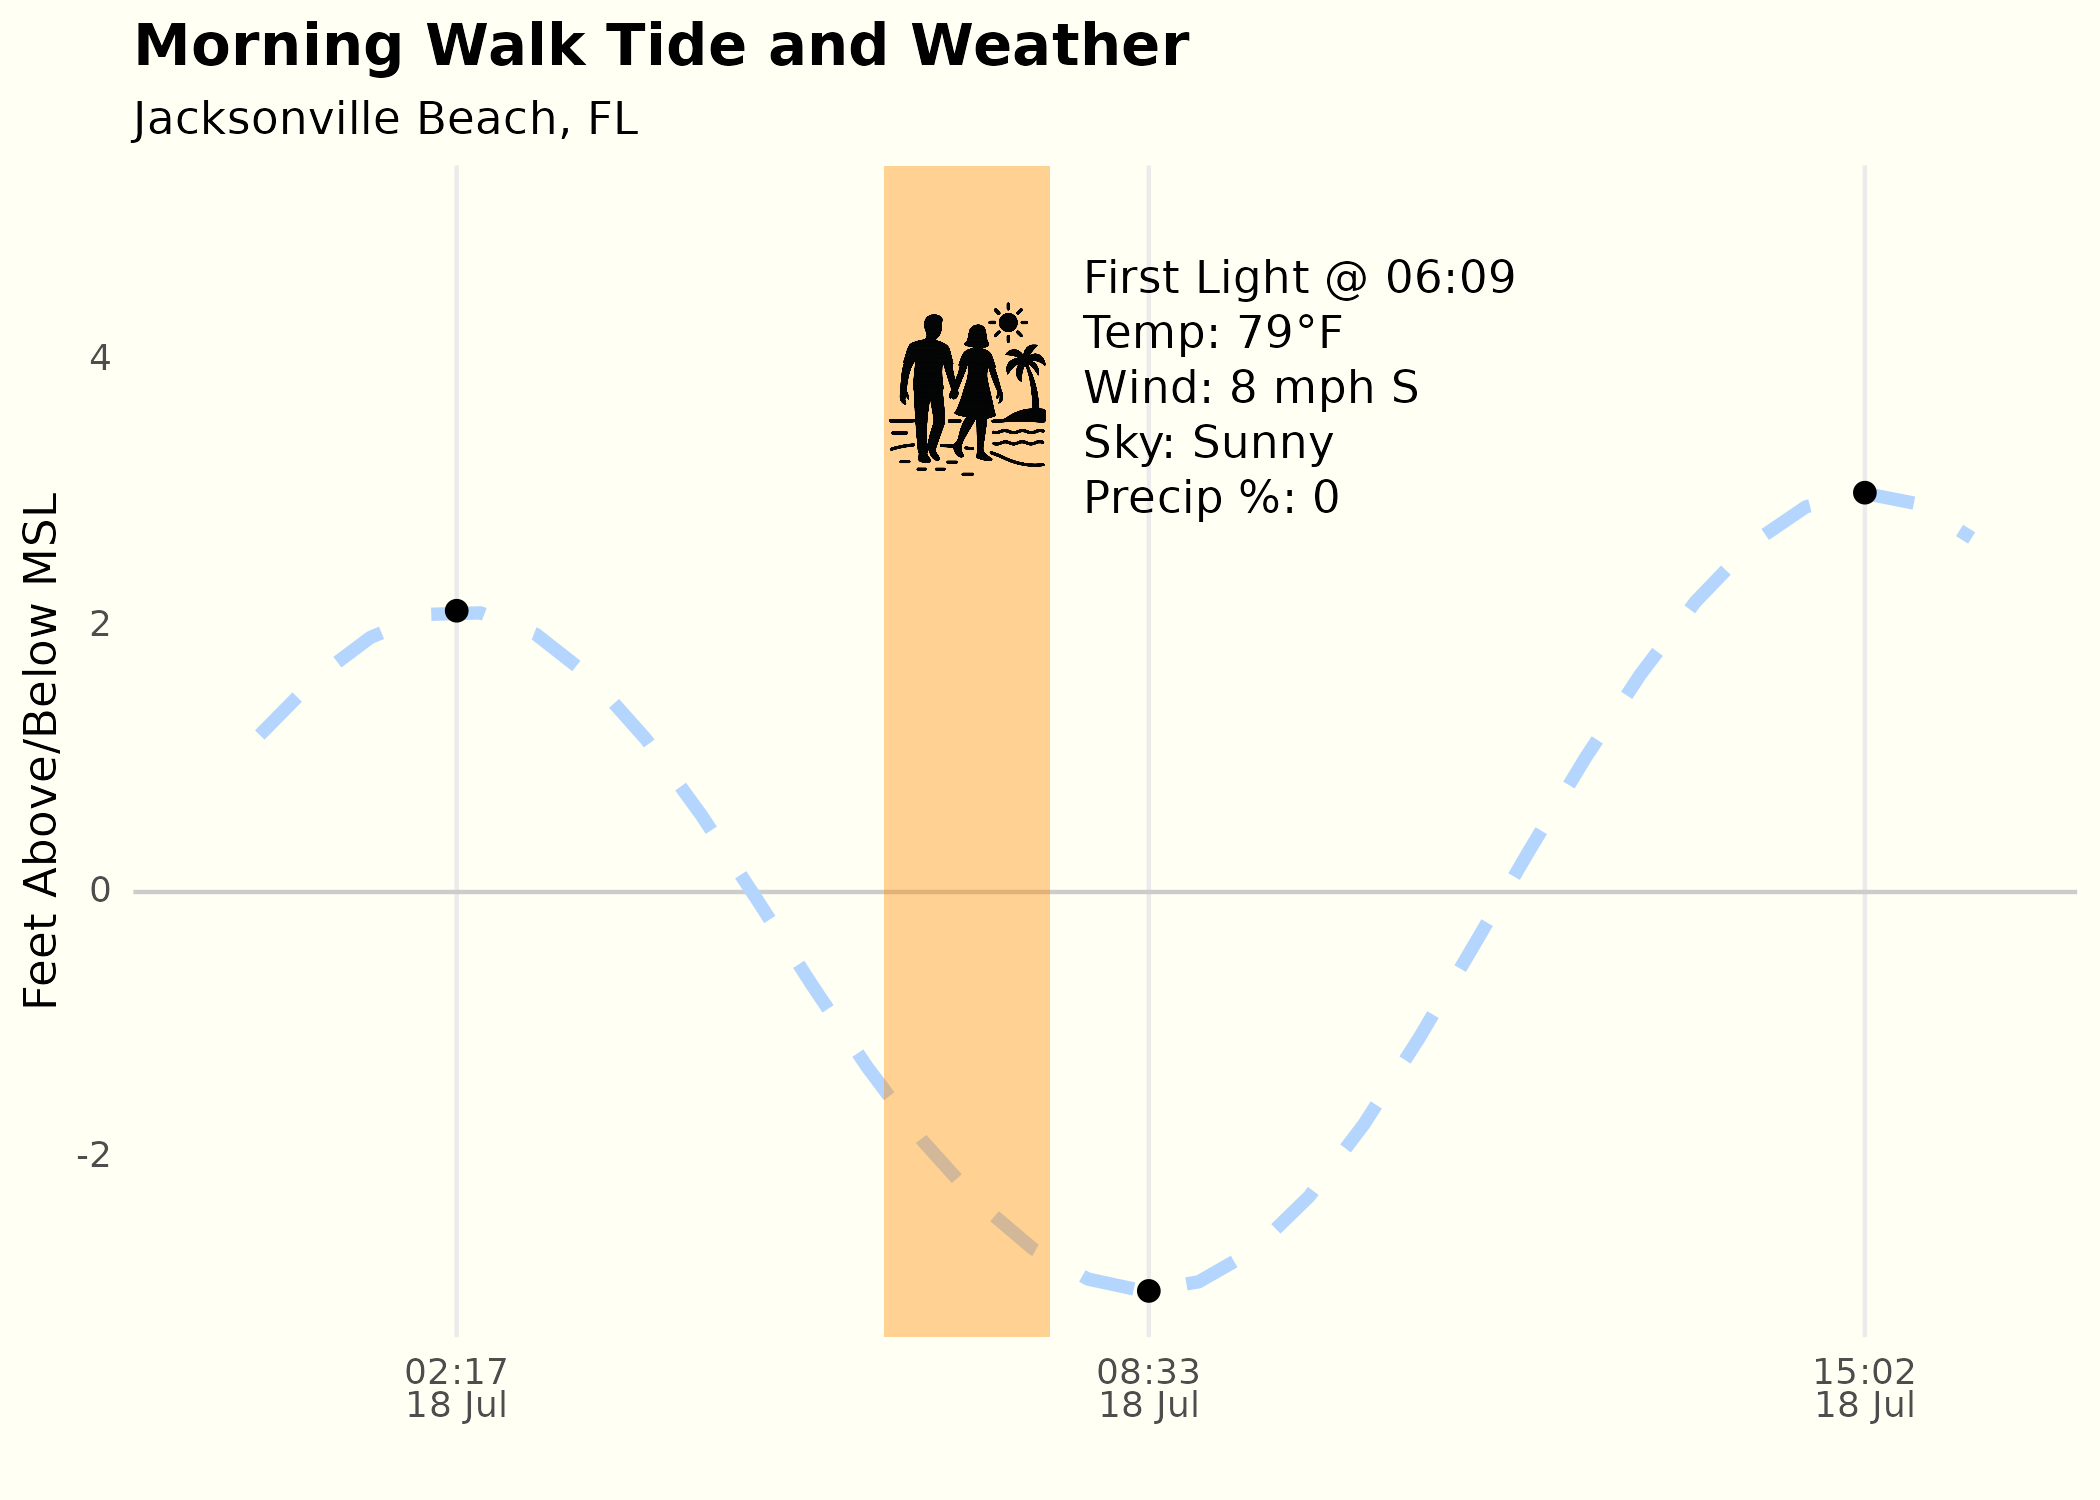 Morning Walk Tide and Weather
Jacksonville Beach, FL
First Light @ 06:09
Temp: 79°F
Wind: 8 mph S
Sky: Sunny
Precip %: 0
Feet Above/Below MSL
4
2
0
-2
02:17
18 Jul
08:33
18 Jul
15:02
18 Jul